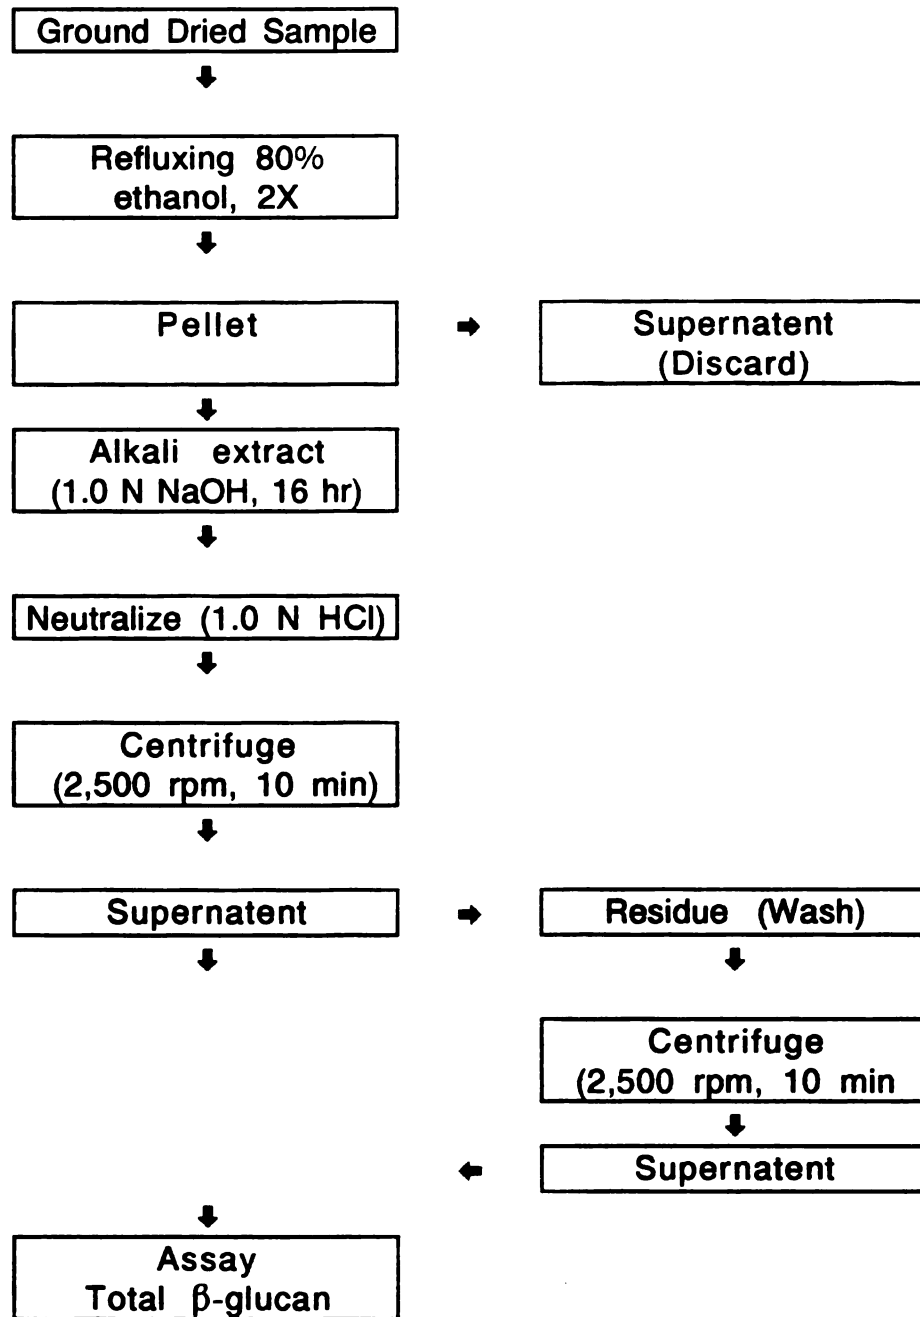 Ground Dried Sample
Refluxing 80%
ethanol, 2X
Pellet
Supernatent
(Discard)
Alkali extract
(1.0 N NaOH, 16 hr)
Neutralize (1.0 N HCl)
Centrifuge
(2,500 rpm, 10 min)
Supernatent
Residue (Wash)
Centrifuge
(2,500 rpm, 10 min
Supernatent
Assay
Total β-glucan